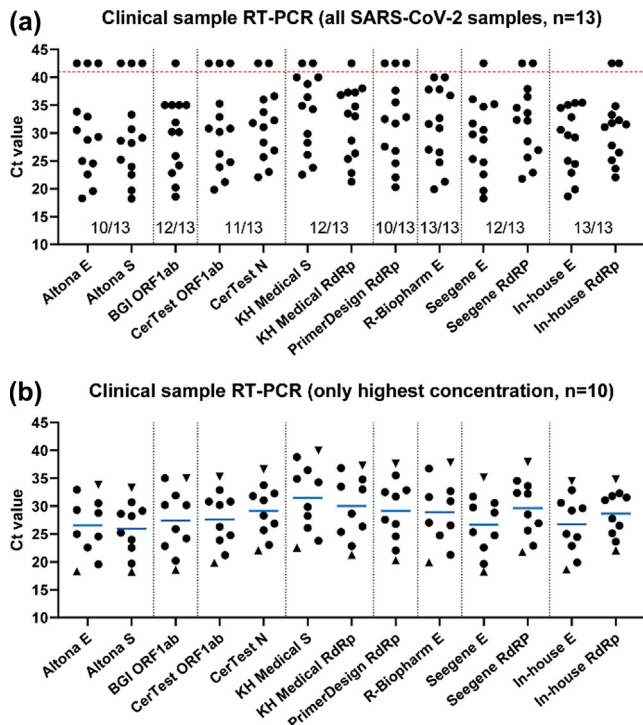 (a) Clinical sample RT-PCR (all SARS-CoV-2 samples, n=13)
Ct value
45
40
35
30
25
20
15
10
10/13 12/13 11/13 12/13 10/13 13/13 12/13 13/13
Altona E
Altona S
BGI ORF1ab
CerTest ORF1ab
CerTest N
KH Medical S
KH Medical RdRp
PrimerDesign RdRp
R-Biopharm E
Seegene E
Seegene RdRP
In-house E
In-house RdRp
(b) Clinical sample RT-PCR (only highest concentration, n=10)
Ct value
45
40
35
30
25
20
15
10
Altona E
Altona S
BGI ORF1ab
CerTest ORF1ab
CerTest N
KH Medical S
KH Medical RdRp
PrimerDesign RdRp
R-Biopharm E
Seegene E
Seegene RdRP
In-house E
In-house RdRp